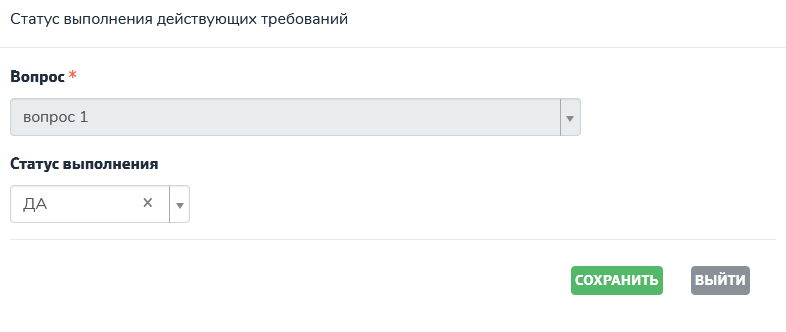 Статус выполнения действующих требований
Вопрос *
вопрос 1
Статус выполнения
ДА ×
СОХРАНИТЬ ВЫЙТИ